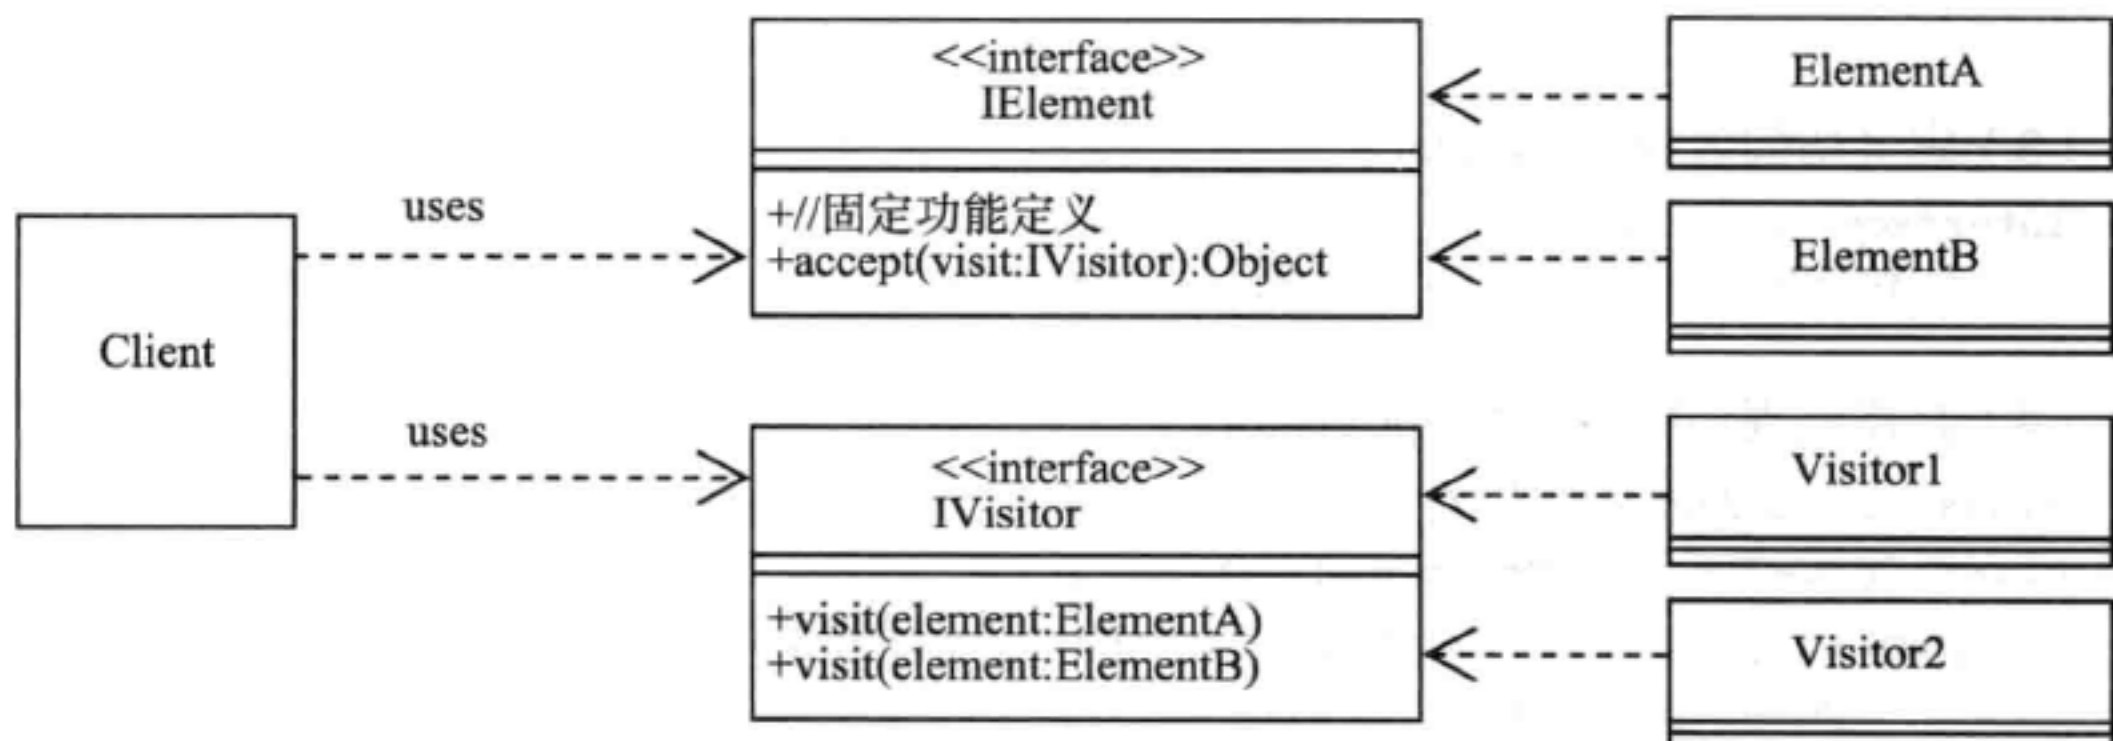 Client
uses
uses
<<interface>>
IElement
+//固定功能定义
+accept(visit:IVisitor):Object
<<interface>>
IVisitor
+visit(element:ElementA)
+visit(element:ElementB)
ElementA
ElementB
Visitor1
Visitor2